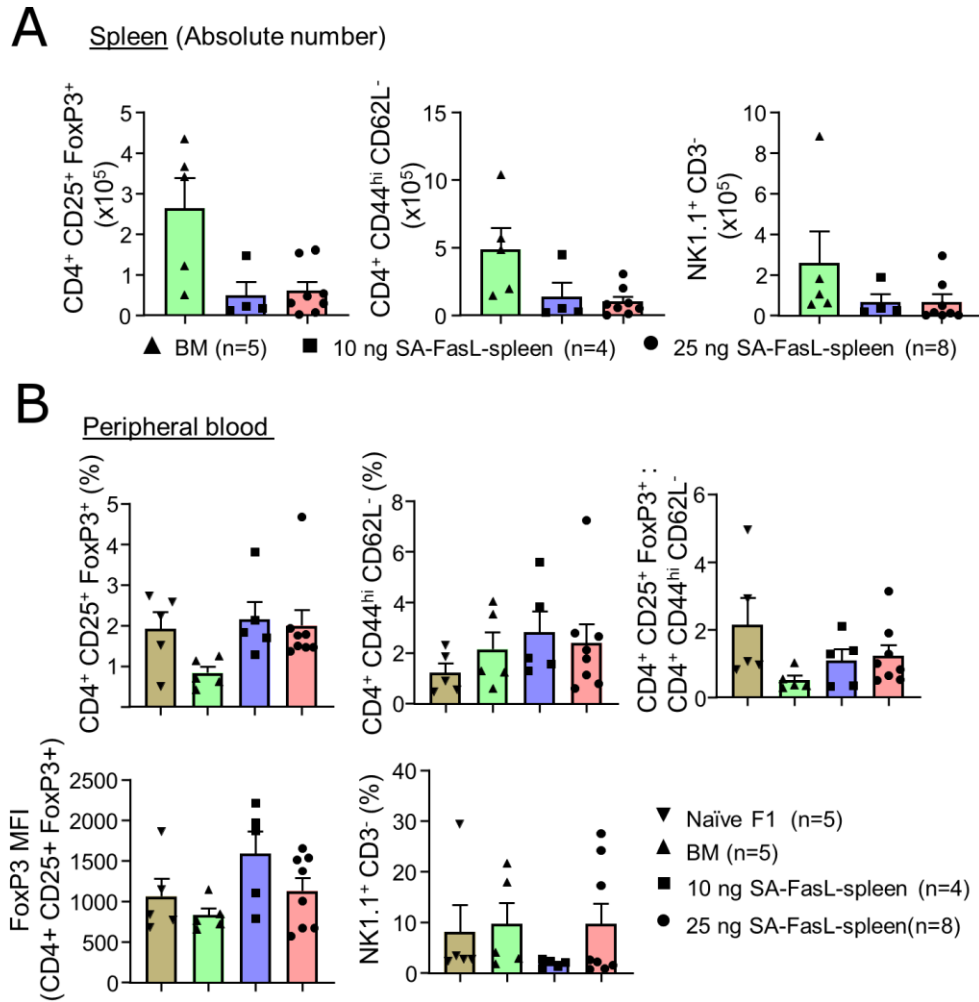 A
Spleen (Absolute number)
CD4⁺ CD25⁺ FoxP3⁺
(x10⁵)
5
4
3
2
1
0
CD4⁺ CD44ʰⁱ CD62L⁻
(x10⁵)
15
10
5
0
NK1.1⁺ CD3⁻
(x10⁵)
10
8
6
4
2
0
▲ BM (n=5) ■ 10 ng SA-FasL-spleen (n=4) ● 25 ng SA-FasL-spleen (n=8)
B
Peripheral blood
CD4⁺ CD25⁺ FoxP3⁺ (%)
5
4
3
2
1
CD4⁺ CD44ʰⁱ CD62L⁻ (%)
8
6
4
2
0
CD4⁺ CD25⁺ FoxP3⁺ :
CD4⁺ CD44ʰⁱ CD62L⁻
6
4
2
0
FoxP3 MFI
(CD4+ CD25+ FoxP3+)
2500
2000
1500
1000
500
0
NK1.1⁺ CD3⁻ (%)
40
30
20
10
0
▼ Naïve F1 (n=5)
▲ BM (n=5)
■ 10 ng SA-FasL-spleen (n=4)
● 25 ng SA-FasL-spleen(n=8)